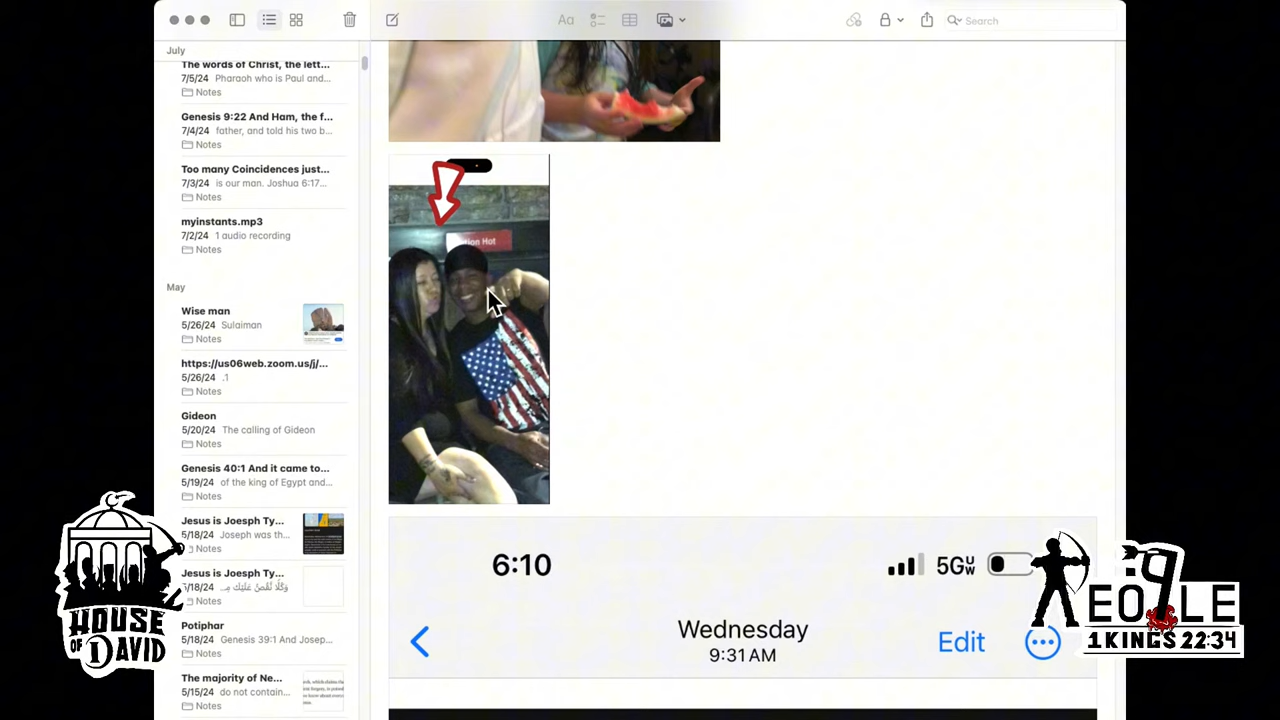 Aa
Search
July
The words of Christ, the lett...
7/5/24 Pharaoh who is Paul and...
Notes
Genesis 9:22 And Ham, the f...
7/4/24 father, and told his two b...
Notes
Too many Coincidences just...
7/3/24 is our man. Joshua 6:17...
Notes
myinstants.mp3
7/2/24 1 audio recording
Notes
May
Wise man
5/26/24 Sulaiman
Notes
https://us06web.zoom.us/j/...
5/26/24 .1
Notes
Gideon
5/20/24 The calling of Gideon
Notes
Genesis 40:1 And it came to...
5/19/24 of the king of Egypt and...
Notes
Jesus is Joesph Ty...
5/18/24 Joseph was th...
Notes
Jesus is Joesph Ty...
5/18/24 وَكُلًّا نَّقُصُّ عَلَيْكَ مِـ...
Notes
Potiphar
5/18/24 Genesis 39:1 And Josep...
Notes
The majority of Ne...
5/15/24 do not contain...
Notes
Hot
6:10
5G
Wednesday
9:31 AM
Edit
HOUSE
OF DAVID
1 KINGS 22:34